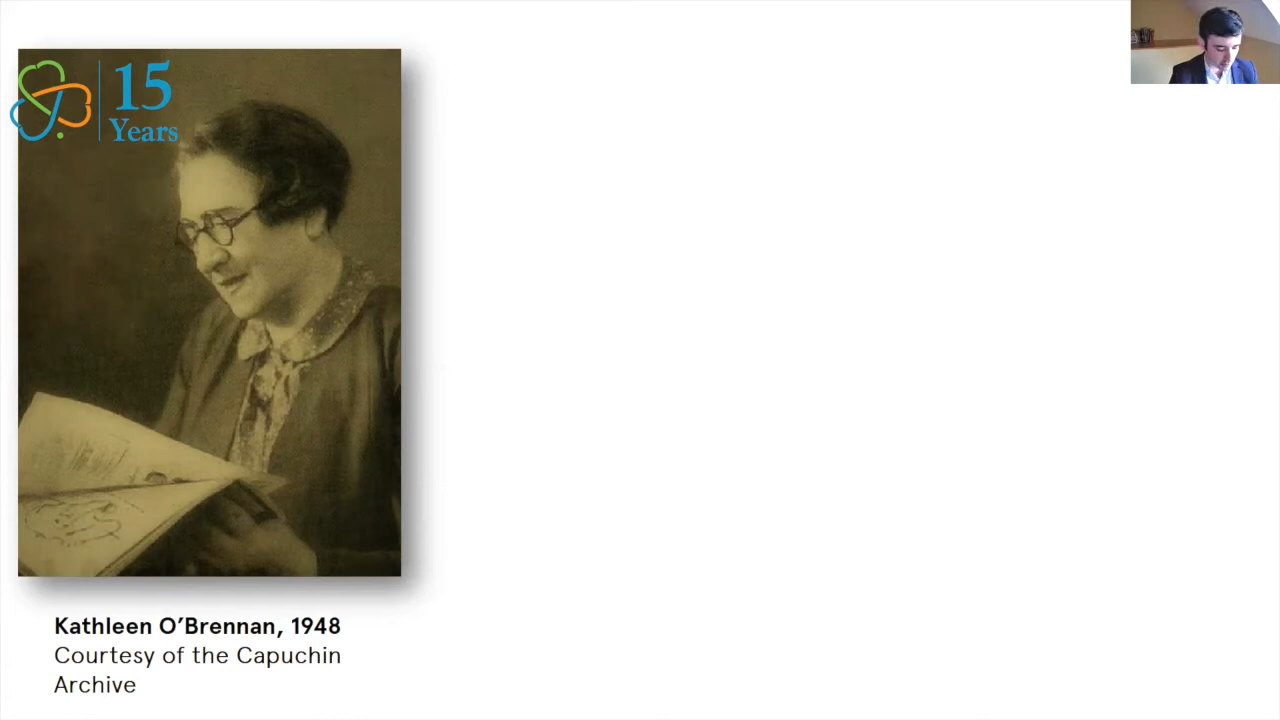 15
Years
Kathleen O’Brennan, 1948
Courtesy of the Capuchin
Archive